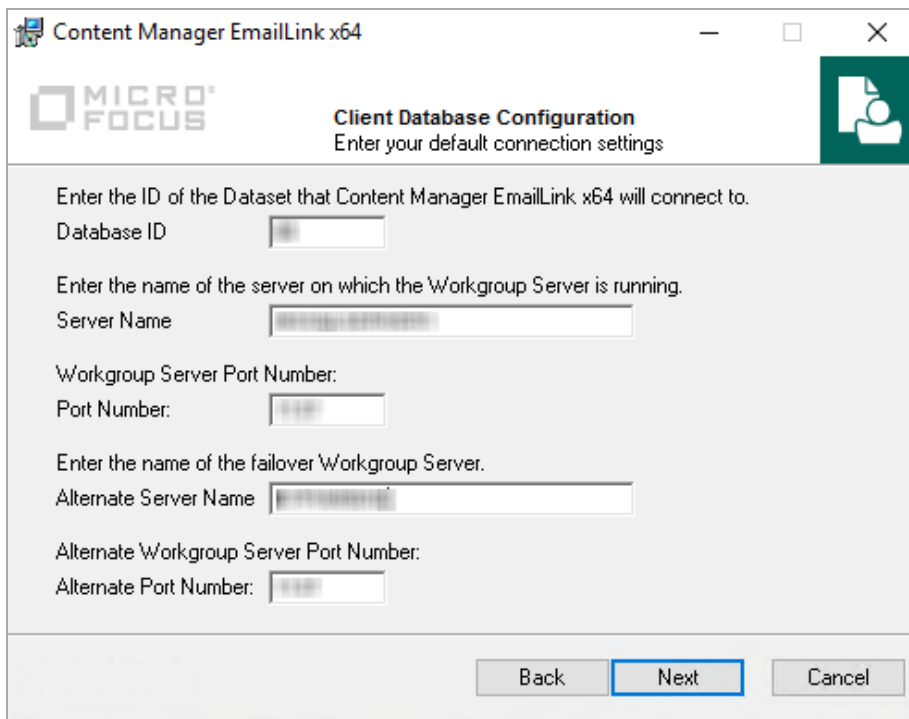 Content Manager EmailLink x64
MICRO
FOCUS
Client Database Configuration
Enter your default connection settings
Enter the ID of the Dataset that Content Manager EmailLink x64 will connect to.
Database ID
Enter the name of the server on which the Workgroup Server is running.
Server Name
Workgroup Server Port Number:
Port Number:
Enter the name of the failover Workgroup Server.
Alternate Server Name
Alternate Workgroup Server Port Number:
Alternate Port Number:
Back Next Cancel